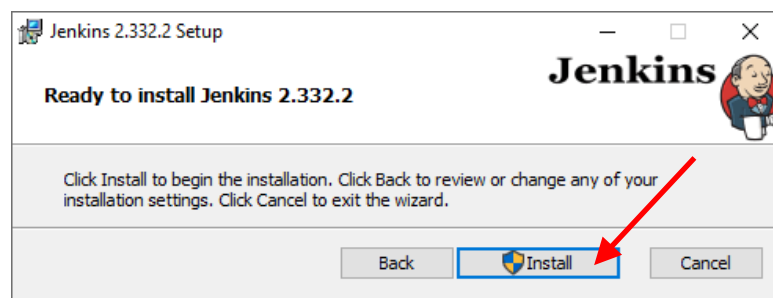 Jenkins 2.332.2 Setup
Jenkins
Ready to install Jenkins 2.332.2
Click Install to begin the installation. Click Back to review or change any of your
installation settings. Click Cancel to exit the wizard.
Back
Install
Cancel